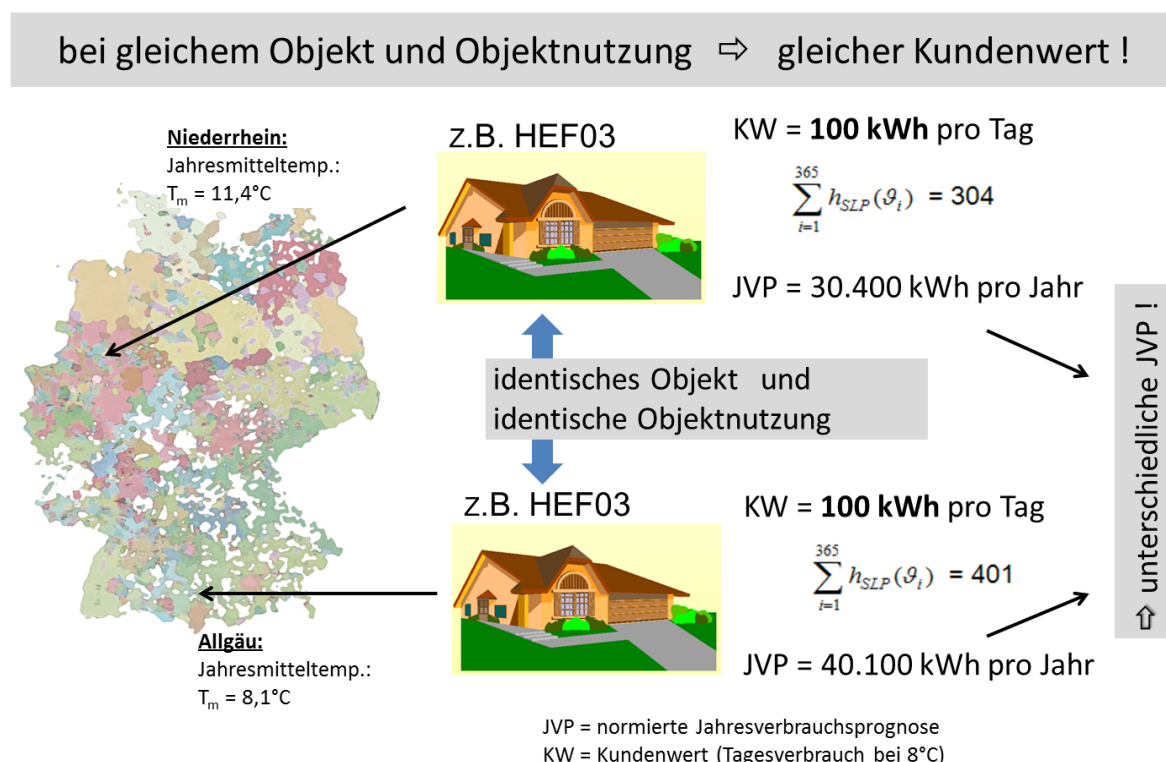 bei gleichem Objekt und Objektnutzung ⇨ gleicher Kundenwert !
Niederrhein:
Jahresmitteltemp.:
Tm = 11,4°C
z.B. HEF03
KW = 100 kWh pro Tag
365
∑ hSLP(ϑi) = 304
i=1
JVP = 30.400 kWh pro Jahr
identisches Objekt und
identische Objektnutzung
⇨ unterschiedliche JVP !
z.B. HEF03
KW = 100 kWh pro Tag
365
∑ hSLP(ϑi) = 401
i=1
JVP = 40.100 kWh pro Jahr
Allgäu:
Jahresmitteltemp.:
Tm = 8,1°C
JVP = normierte Jahresverbrauchsprognose
KW = Kundenwert (Tagesverbrauch bei 8°C)